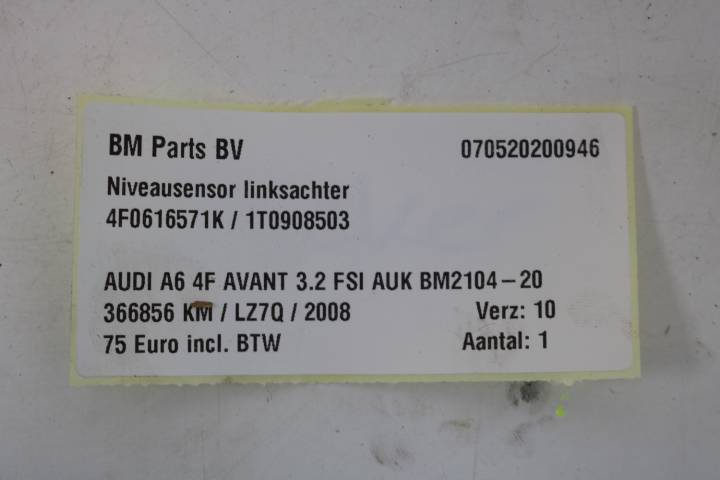 BM Parts BV 070520200946
Niveausensor linksachter
4F0616571K / 1T0908503
AUDI A6 4F AVANT 3.2 FSI AUK BM2104-20
366856 KM / LZ7Q / 2008 Verz: 10
75 Euro incl. BTW Aantal: 1